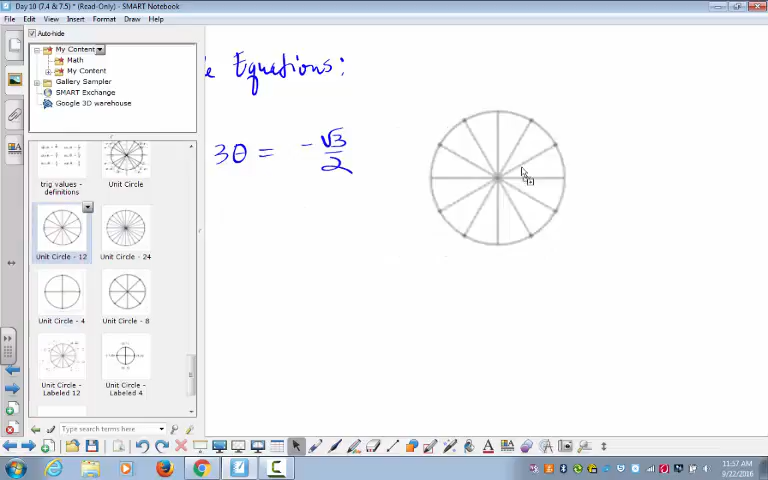 Day 10 (7.4 & 7.5) * (Read-Only) - SMART Notebook
File Edit View Insert Format Draw Help
Auto-hide
My Content
Math
My Content
Gallery Sampler
SMART Exchange
Google 3D warehouse
trig values - definitions
Unit Circle
Unit Circle - 12
Unit Circle - 24
Unit Circle - 4
Unit Circle - 8
Unit Circle - Labeled 12
Unit Circle - Labeled 4
Type search terms here
Equations:
3θ = -√3/2
11:57 AM
9/22/2016